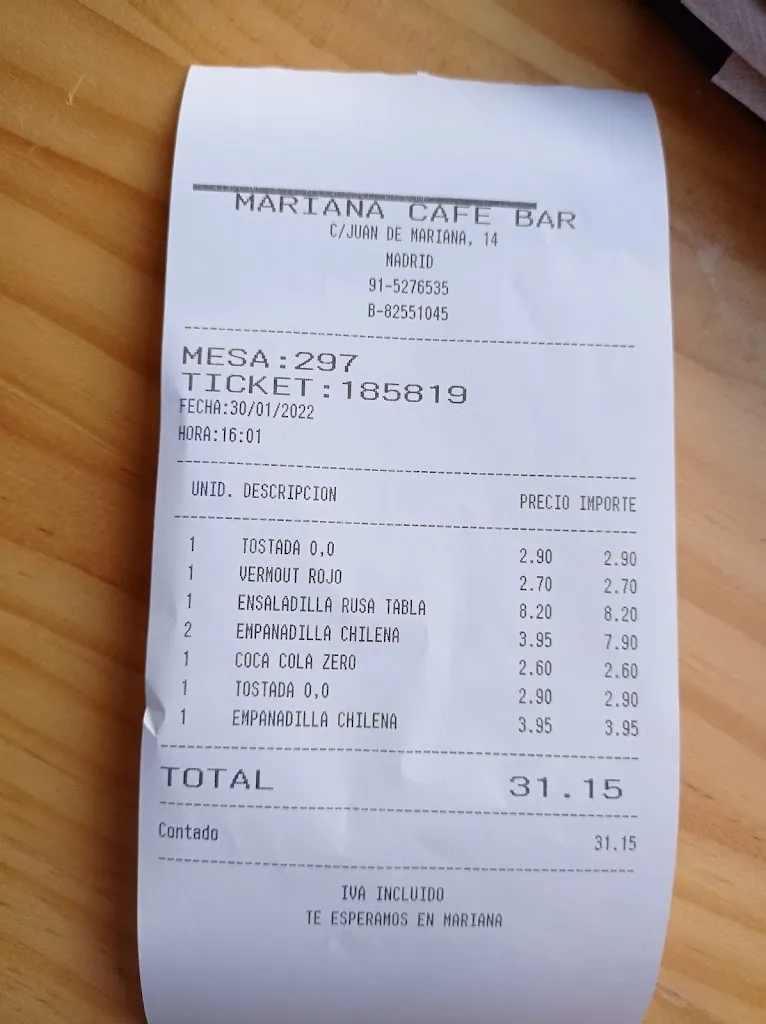 MARIANA CAFE BAR
C/JUAN DE MARIANA, 14
MADRID
91-5276535
B-82551045
MESA:297
TICKET:185819
FECHA:30/01/2022
HORA:16:01
UNID. DESCRIPCION PRECIO IMPORTE
1 TOSTADA 0,0 2.90 2.90
1 VERMOUT ROJO 2.70 2.70
1 ENSALADILLA RUSA TABLA 8.20 8.20
2 EMPANADILLA CHILENA 3.95 7.90
1 COCA COLA ZERO 2.60 2.60
1 TOSTADA 0,0 2.90 2.90
1 EMPANADILLA CHILENA 3.95 3.95
TOTAL 31.15
Contado 31.15
IVA INCLUIDO
TE ESPERAMOS EN MARIANA